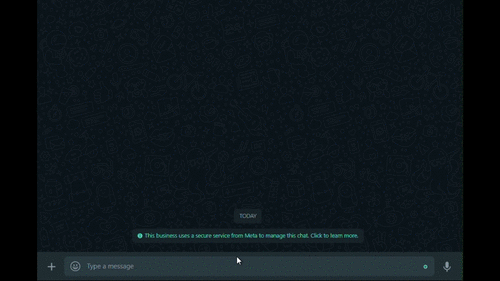 TODAY
This business uses a secure service from Meta to manage this chat. Click to learn more.
Type a message